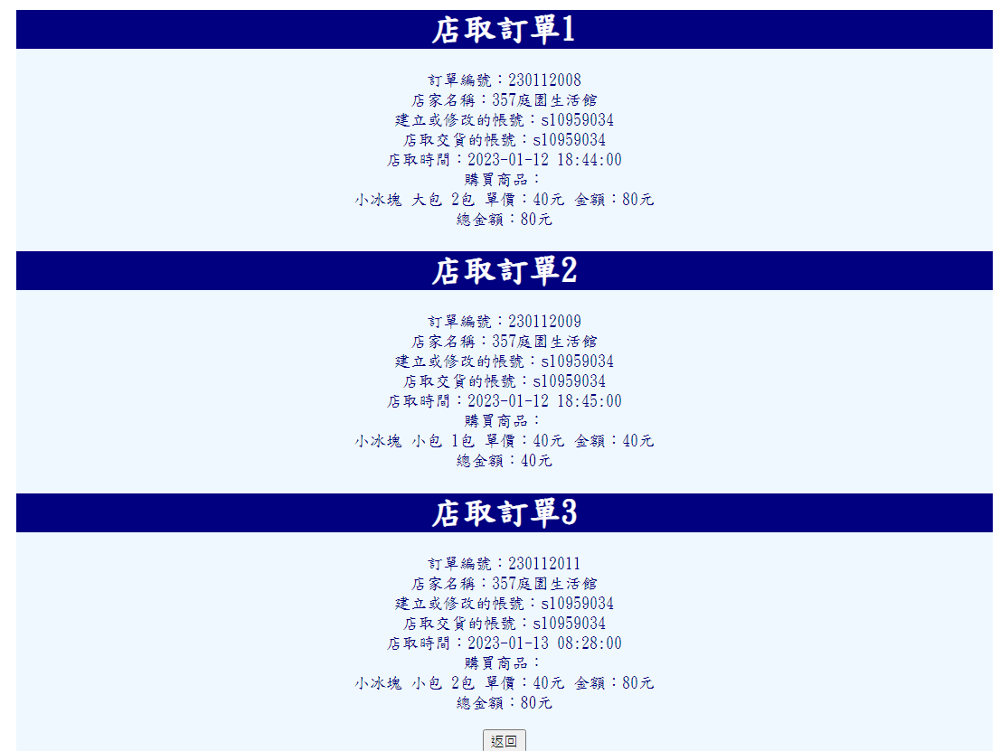 店取訂單1
訂單編號：230112008
店家名稱：357庭園生活館
建立或修改的帳號：s10959034
店取交貨的帳號：s10959034
店取時間：2023-01-12 18:44:00
購買商品：
小冰塊 大包 2包 單價：40元 金額：80元
總金額：80元
店取訂單2
訂單編號：230112009
店家名稱：357庭園生活館
建立或修改的帳號：s10959034
店取交貨的帳號：s10959034
店取時間：2023-01-12 18:45:00
購買商品：
小冰塊 小包 1包 單價：40元 金額：40元
總金額：40元
店取訂單3
訂單編號：230112011
店家名稱：357庭園生活館
建立或修改的帳號：s10959034
店取交貨的帳號：s10959034
店取時間：2023-01-13 08:28:00
購買商品：
小冰塊 小包 2包 單價：40元 金額：80元
總金額：80元
返回